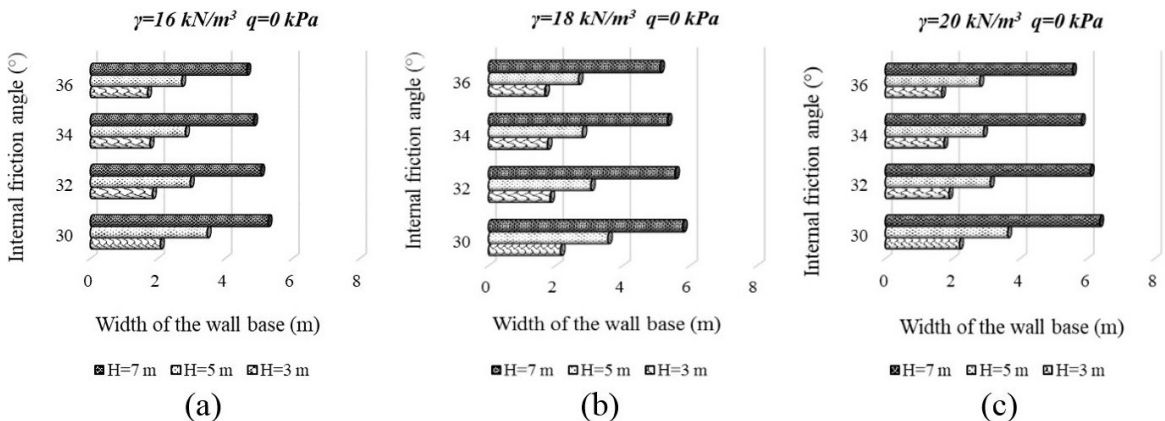 γ=16 kN/m³ q=0 kPa
Internal friction angle (°)
36
34
32
30
0 2 4 6 8
Width of the wall base (m)
H=7 m H=5 m H=3 m
(a)
γ=18 kN/m³ q=0 kPa
Internal friction angle (°)
36
34
32
30
0 2 4 6 8
Width of the wall base (m)
H=7 m H=5 m H=3 m
(b)
γ=20 kN/m³ q=0 kPa
Internal friction angle (°)
36
34
32
30
0 2 4 6 8
Width of the wall base (m)
H=7 m H=5 m H=3 m
(c)